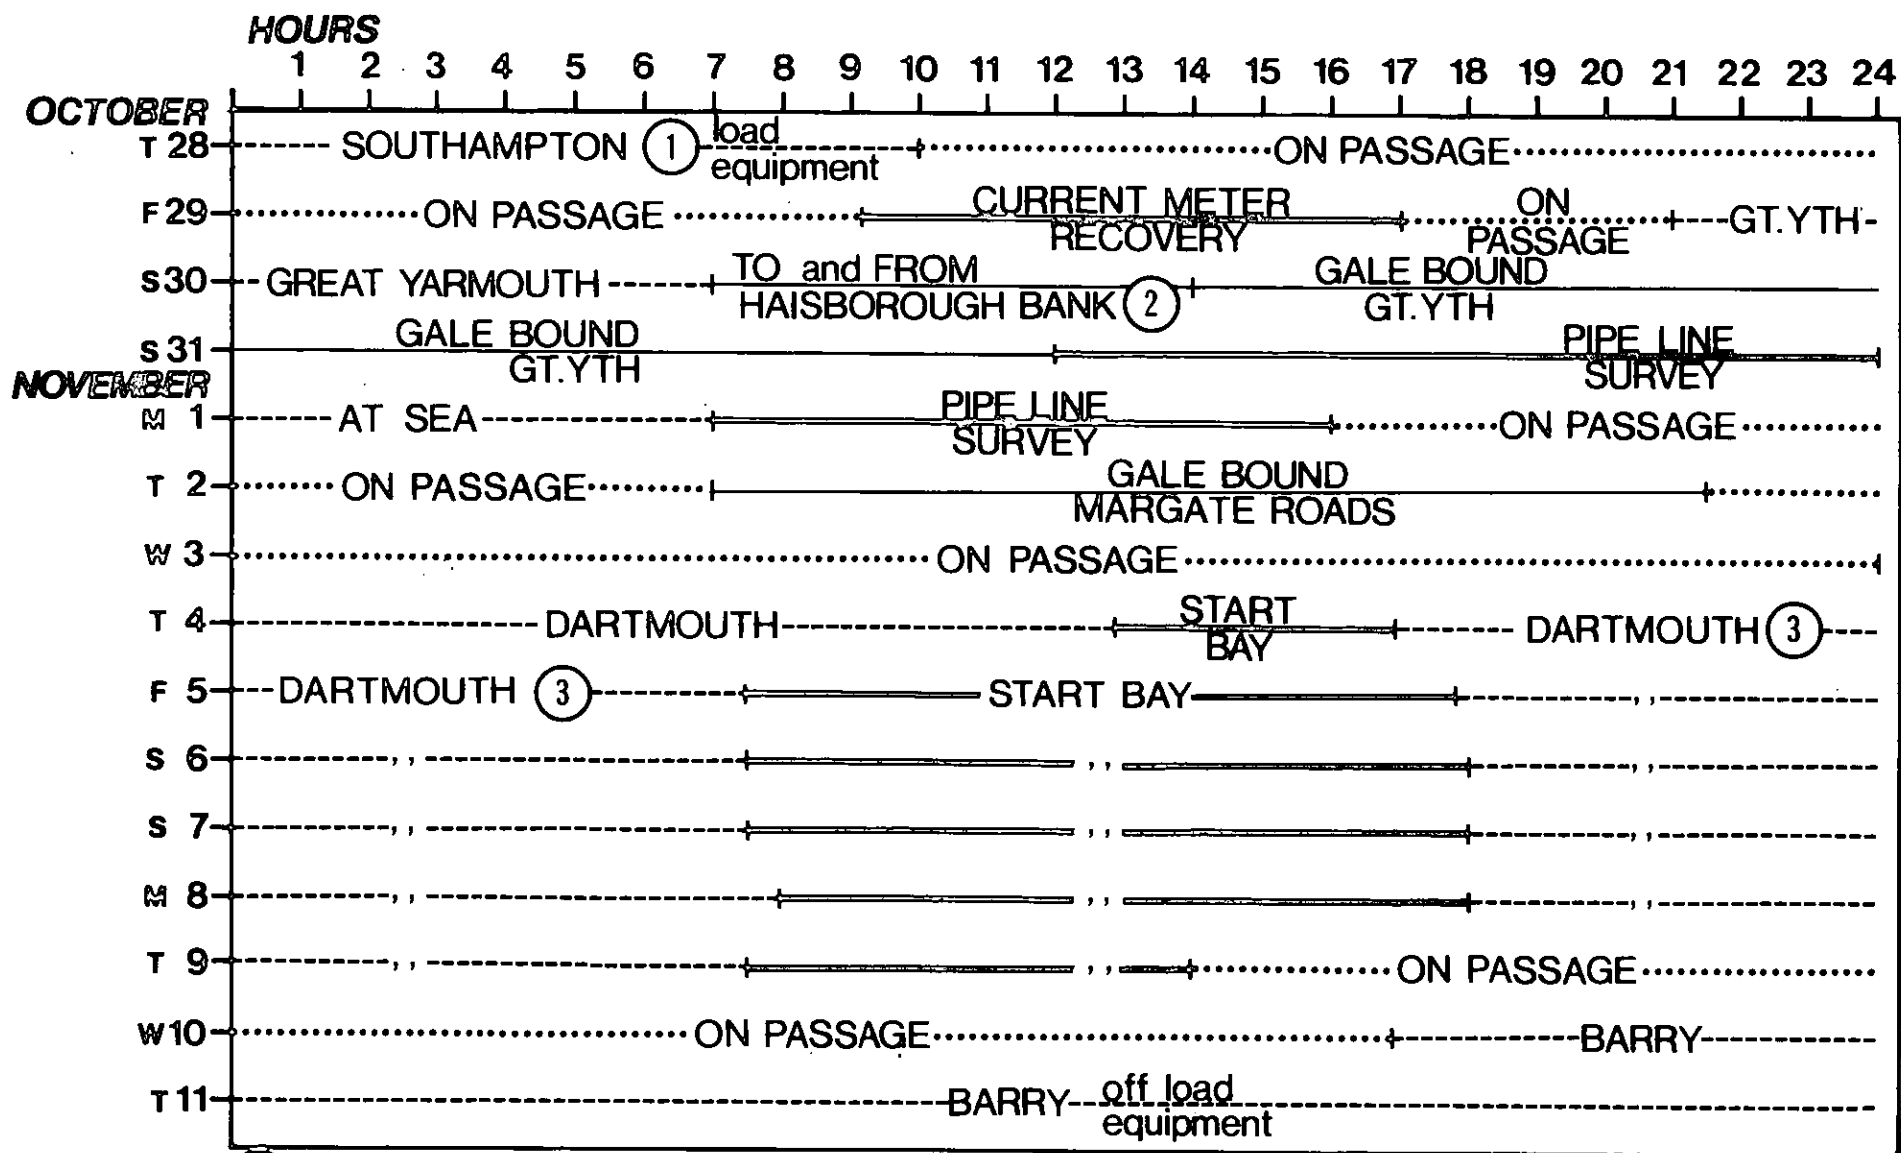 HOURS
1 2 3 4 5 6 7 8 9 10 11 12 13 14 15 16 17 18 19 20 21 22 23 24
OCTOBER
T 28 SOUTHAMPTON 1 load equipment ON PASSAGE
F 29 ON PASSAGE CURRENT METER RECOVERY ON PASSAGE GT.YTH
S 30 GREAT YARMOUTH TO and FROM HAISBOROUGH BANK 2 GALE BOUND GT.YTH
S 31 GALE BOUND GT.YTH PIPE LINE SURVEY
NOVEMBER
M 1 AT SEA PIPE LINE SURVEY ON PASSAGE
T 2 ON PASSAGE GALE BOUND MARGATE ROADS
W 3 ON PASSAGE
T 4 DARTMOUTH START BAY DARTMOUTH 3
F 5 DARTMOUTH 3 START BAY ,,
S 6 ,, ,, ,,
S 7 ,, ,, ,,
M 8 ,, ,, ,,
T 9 ,, ,, ON PASSAGE
W 10 ON PASSAGE BARRY
T 11 BARRY off load equipment